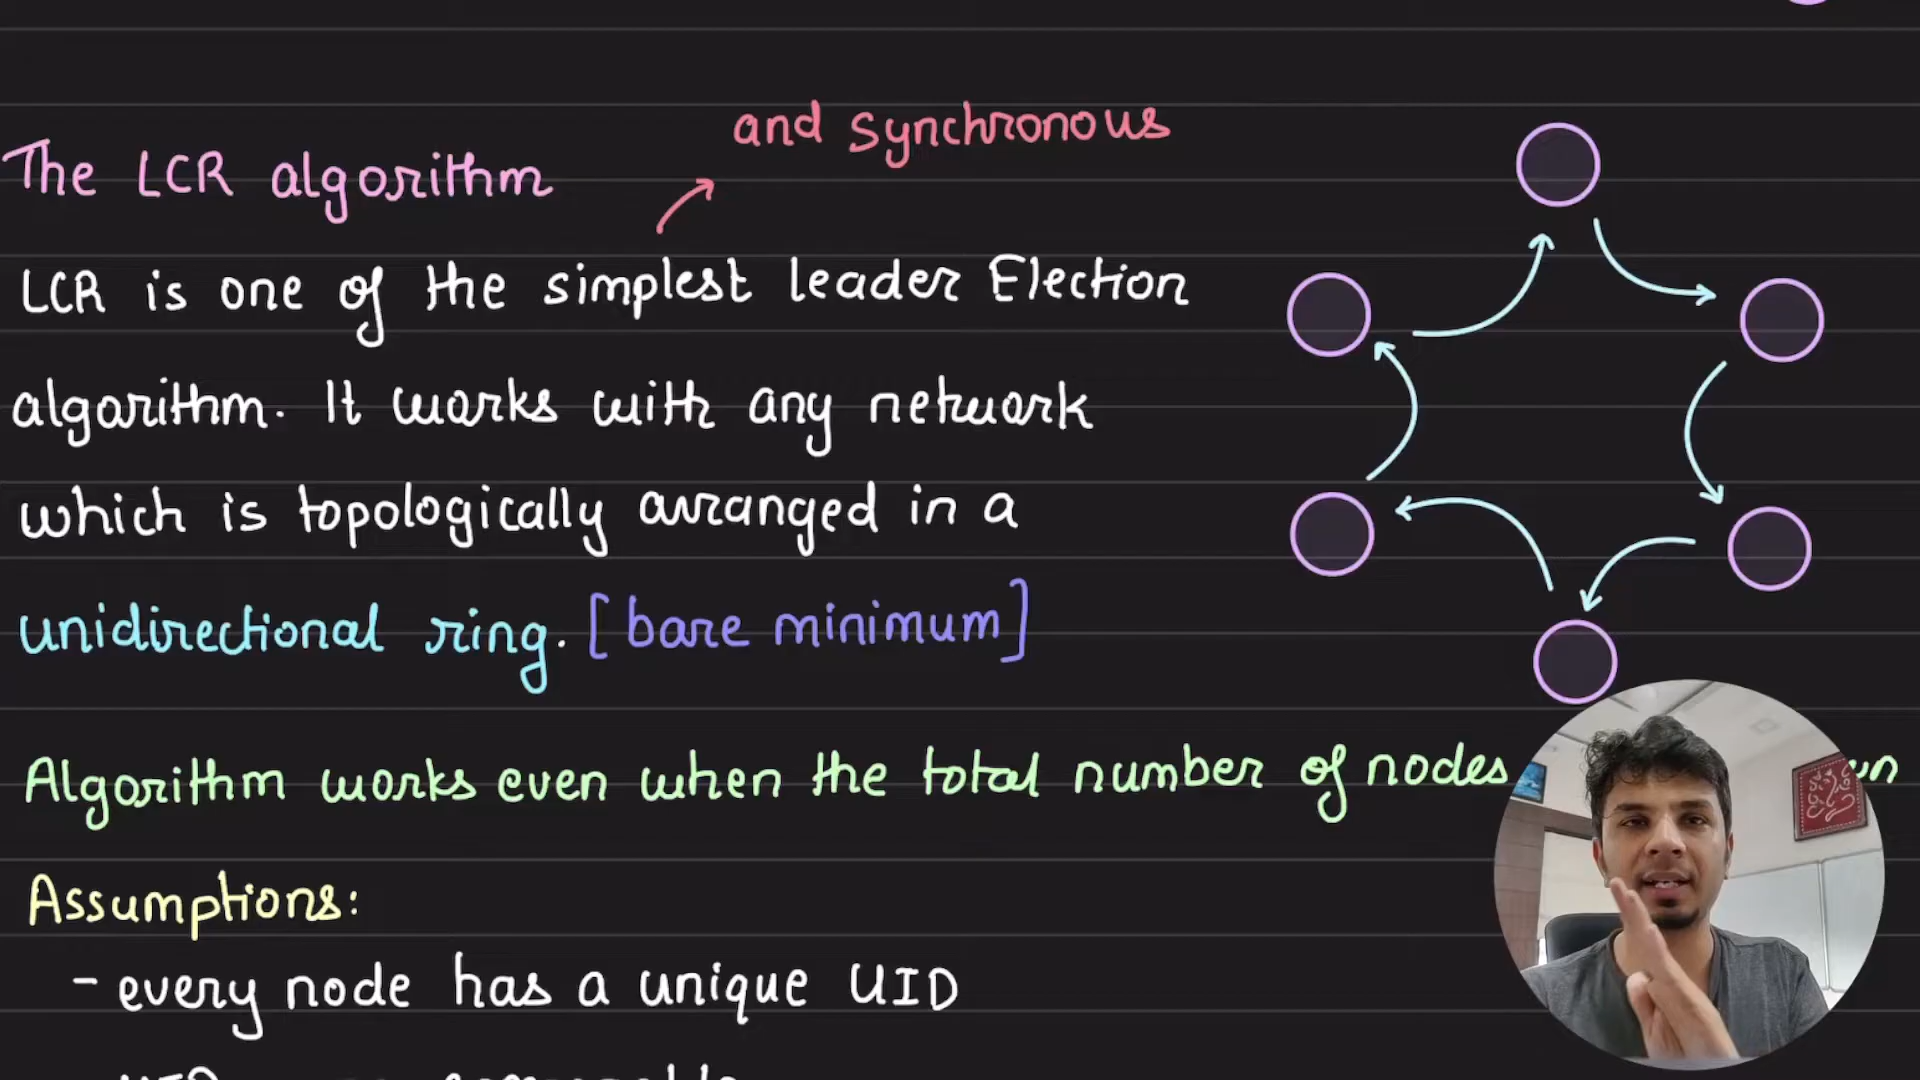 and synchronous
The LCR algorithm
LCR is one of the simplest leader Election
algorithm. It works with any network
which is topologically arranged in a
unidirectional ring. [bare minimum]
Algorithm works even when the total number of nodes
Assumptions:
- every node has a unique UID